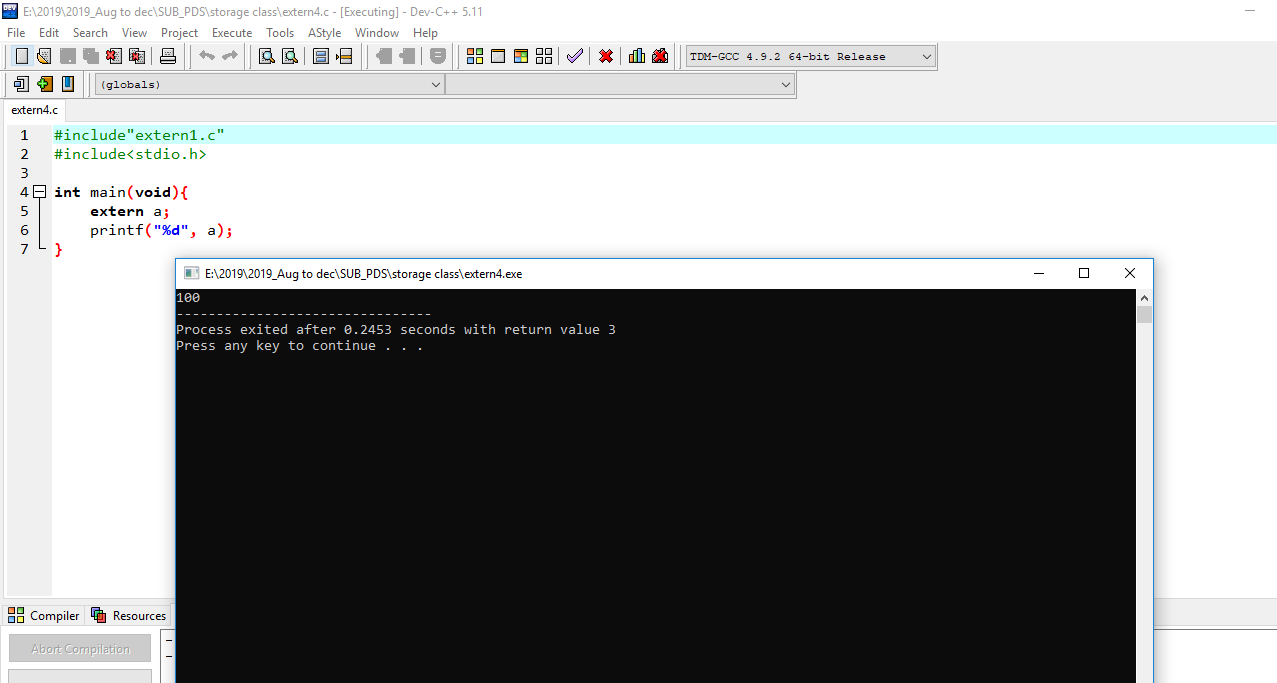 E:\2019\2019_Aug to dec\SUB_PDS\storage class\extern4.c - [Executing] - Dev-C++ 5.11
File Edit Search View Project Execute Tools AStyle Window Help
TDM-GCC 4.9.2 64-bit Release
(globals)
extern4.c
1 #include"extern1.c"
2 #include<stdio.h>
3
4 int main(void){
5 extern a;
6 printf("%d", a);
7 }
E:\2019\2019_Aug to dec\SUB_PDS\storage class\extern4.exe
100
--------------------------------
Process exited after 0.2453 seconds with return value 3
Press any key to continue . . .
Compiler Resources
Abort Compilation